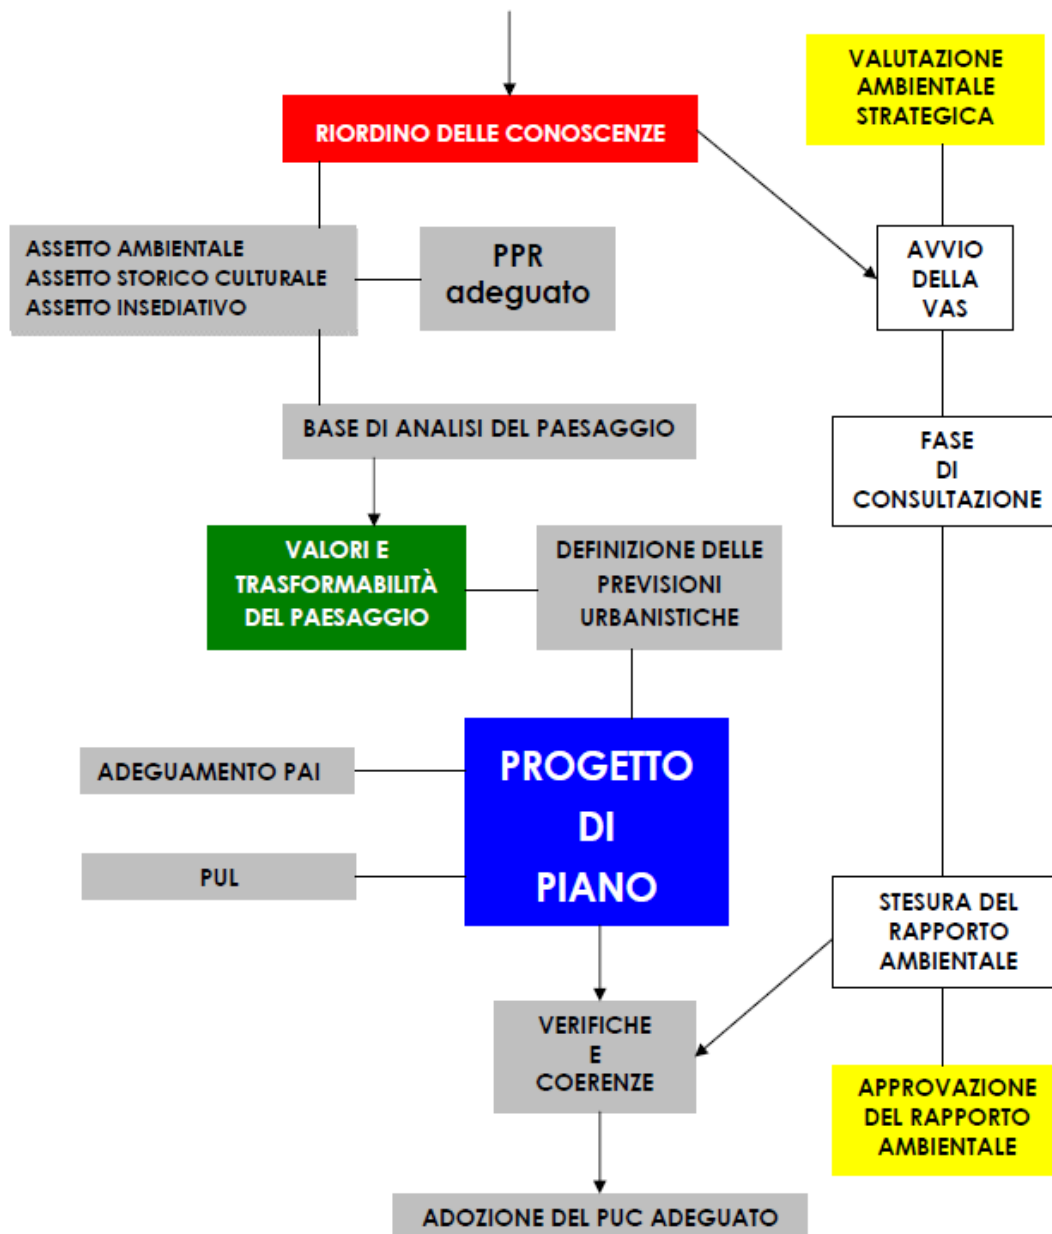 VALUTAZIONE
AMBIENTALE
STRATEGICA
RIORDINO DELLE CONOSCENZE
ASSETTO AMBIENTALE
ASSETTO STORICO CULTURALE
ASSETTO INSEDIATIVO
PPR
adeguato
AVVIO
DELLA
VAS
BASE DI ANALISI DEL PAESAGGIO
FASE
DI
CONSULTAZIONE
VALORI E
TRASFORMABILITÀ
DEL PAESAGGIO
DEFINIZIONE DELLE
PREVISIONI
URBANISTICHE
ADEGUAMENTO PAI
PUL
PROGETTO
DI
PIANO
STESURA DEL
RAPPORTO
AMBIENTALE
VERIFICHE
E
COERENZE
APPROVAZIONE
DEL RAPPORTO
AMBIENTALE
ADOZIONE DEL PUC ADEGUATO